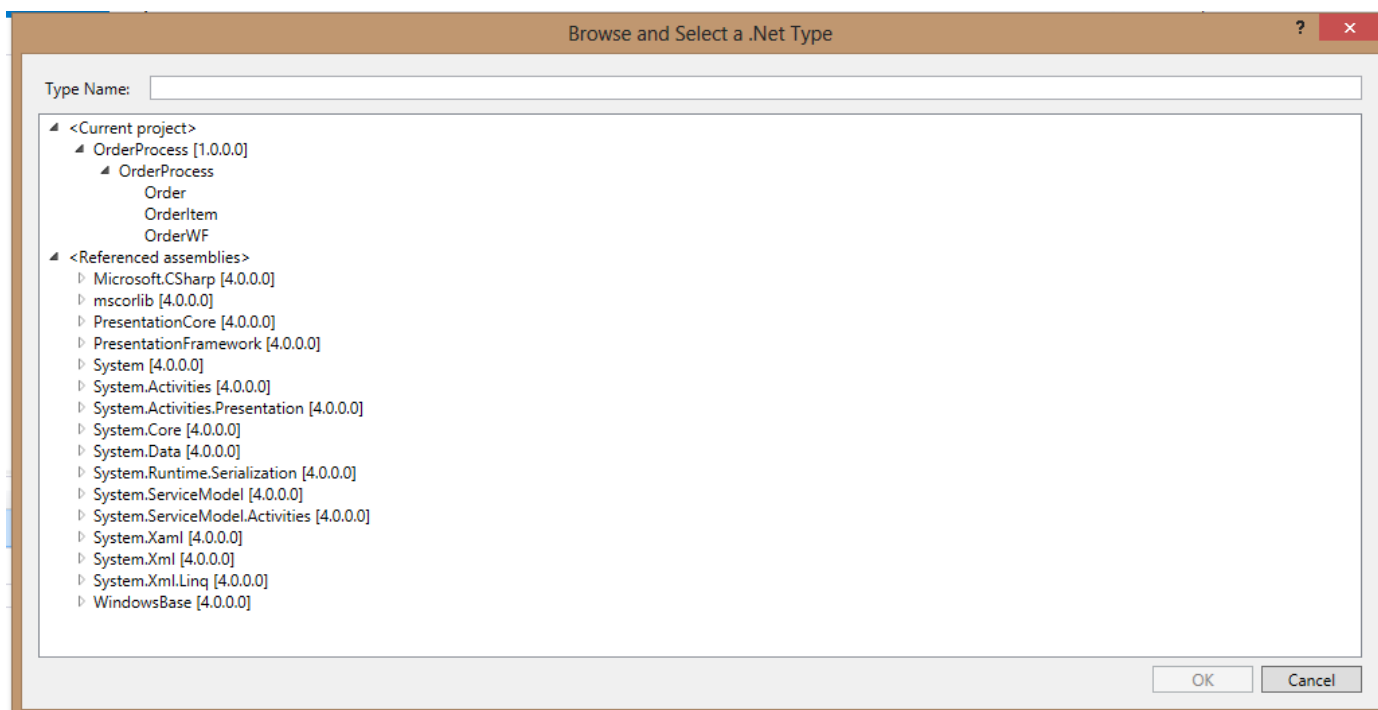 Browse and Select a .Net Type
?
Type Name:
<Current project>
OrderProcess [1.0.0.0]
OrderProcess
Order
OrderItem
OrderWF
<Referenced assemblies>
Microsoft.CSharp [4.0.0.0]
mscorlib [4.0.0.0]
PresentationCore [4.0.0.0]
PresentationFramework [4.0.0.0]
System [4.0.0.0]
System.Activities [4.0.0.0]
System.Activities.Presentation [4.0.0.0]
System.Core [4.0.0.0]
System.Data [4.0.0.0]
System.Runtime.Serialization [4.0.0.0]
System.ServiceModel [4.0.0.0]
System.ServiceModel.Activities [4.0.0.0]
System.Xaml [4.0.0.0]
System.Xml [4.0.0.0]
System.Xml.Linq [4.0.0.0]
WindowsBase [4.0.0.0]
OK Cancel